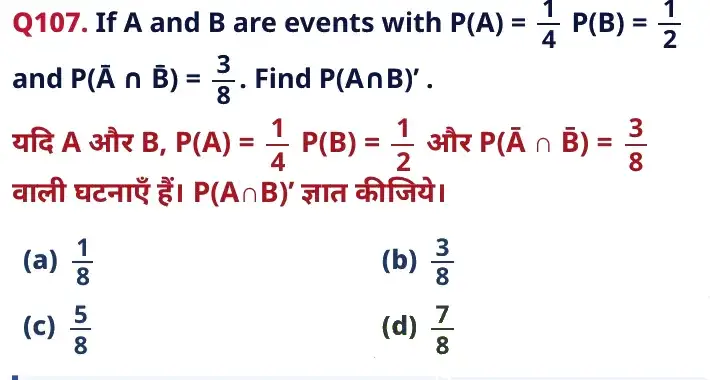 Q107. If A and B are events with P(A) = 1/4 P(B) = 1/2
and P(Ā ∩ B̄) = 3/8. Find P(A∩B)′ .
यदि A और B, P(A) = 1/4 P(B) = 1/2 और P(Ā ∩ B̄) = 3/8
वाली घटनाएँ हैं। P(A∩B)′ ज्ञात कीजिये।
(a) 1/8 (b) 3/8
(c) 5/8 (d) 7/8